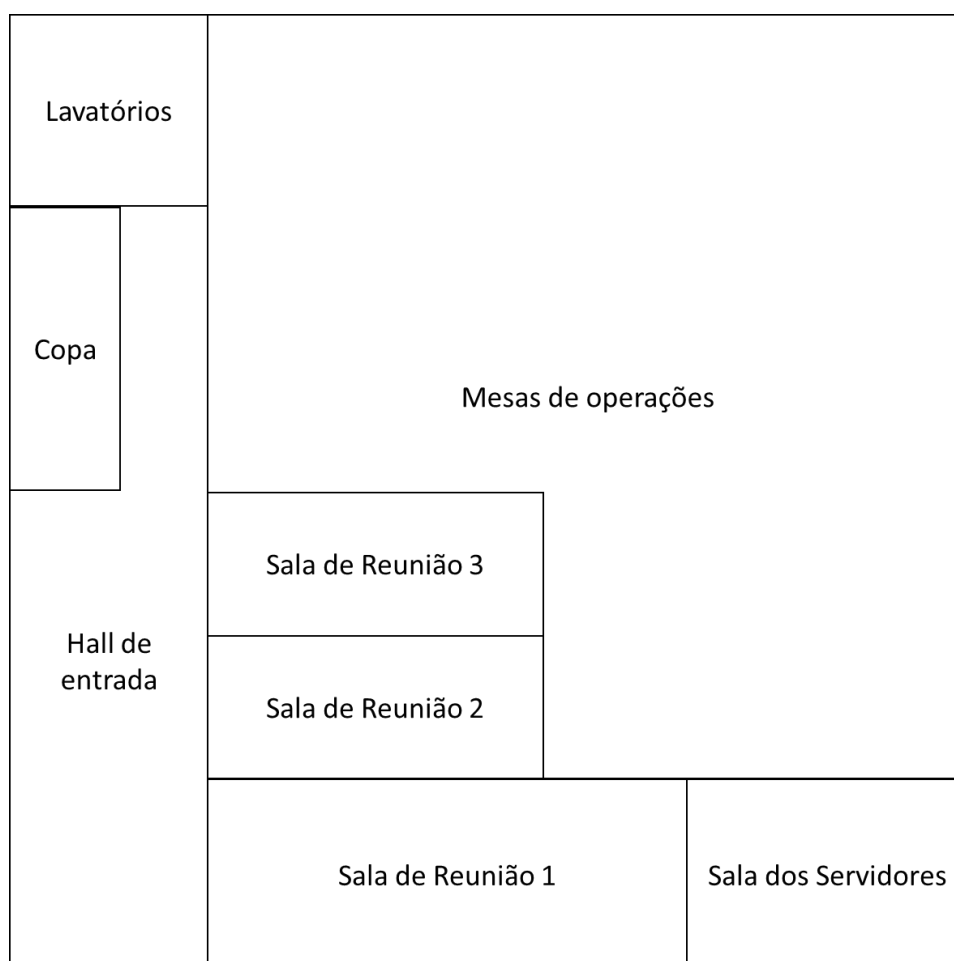 Lavatórios
Copa
Mesas de operações
Sala de Reunião 3
Hall de
entrada
Sala de Reunião 2
Sala de Reunião 1
Sala dos Servidores